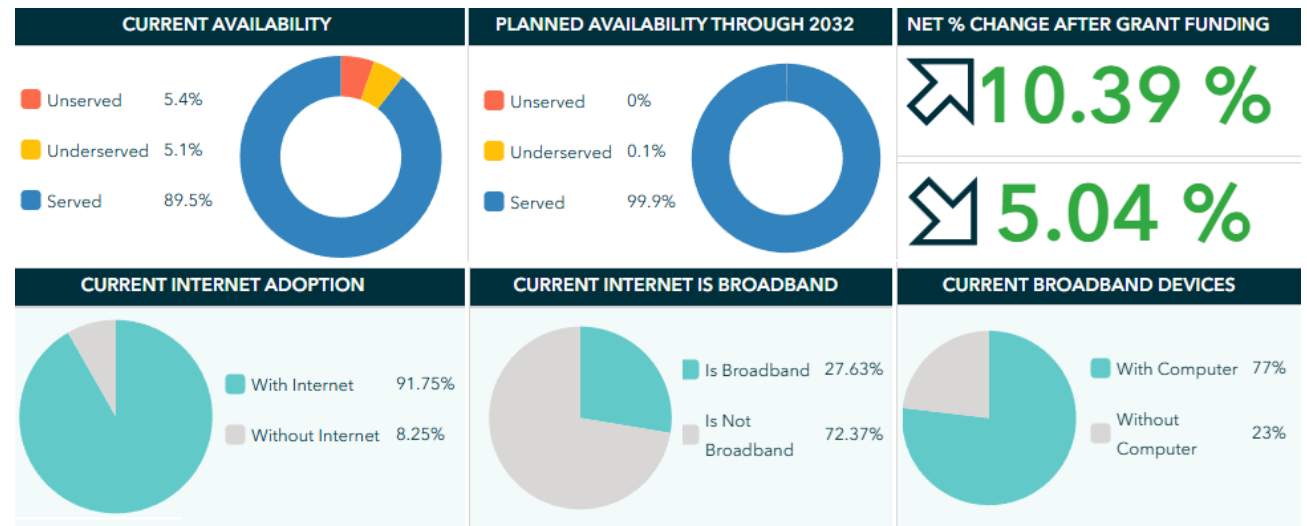 CURRENT AVAILABILITY
Unserved 5.4%
Underserved 5.1%
Served 89.5%
PLANNED AVAILABILITY THROUGH 2032
Unserved 0%
Underserved 0.1%
Served 99.9%
NET % CHANGE AFTER GRANT FUNDING
10.39 %
5.04 %
CURRENT INTERNET ADOPTION
With Internet 91.75%
Without Internet 8.25%
CURRENT INTERNET IS BROADBAND
Is Broadband 27.63%
Is Not
Broadband 72.37%
CURRENT BROADBAND DEVICES
With Computer 77%
Without
Computer 23%